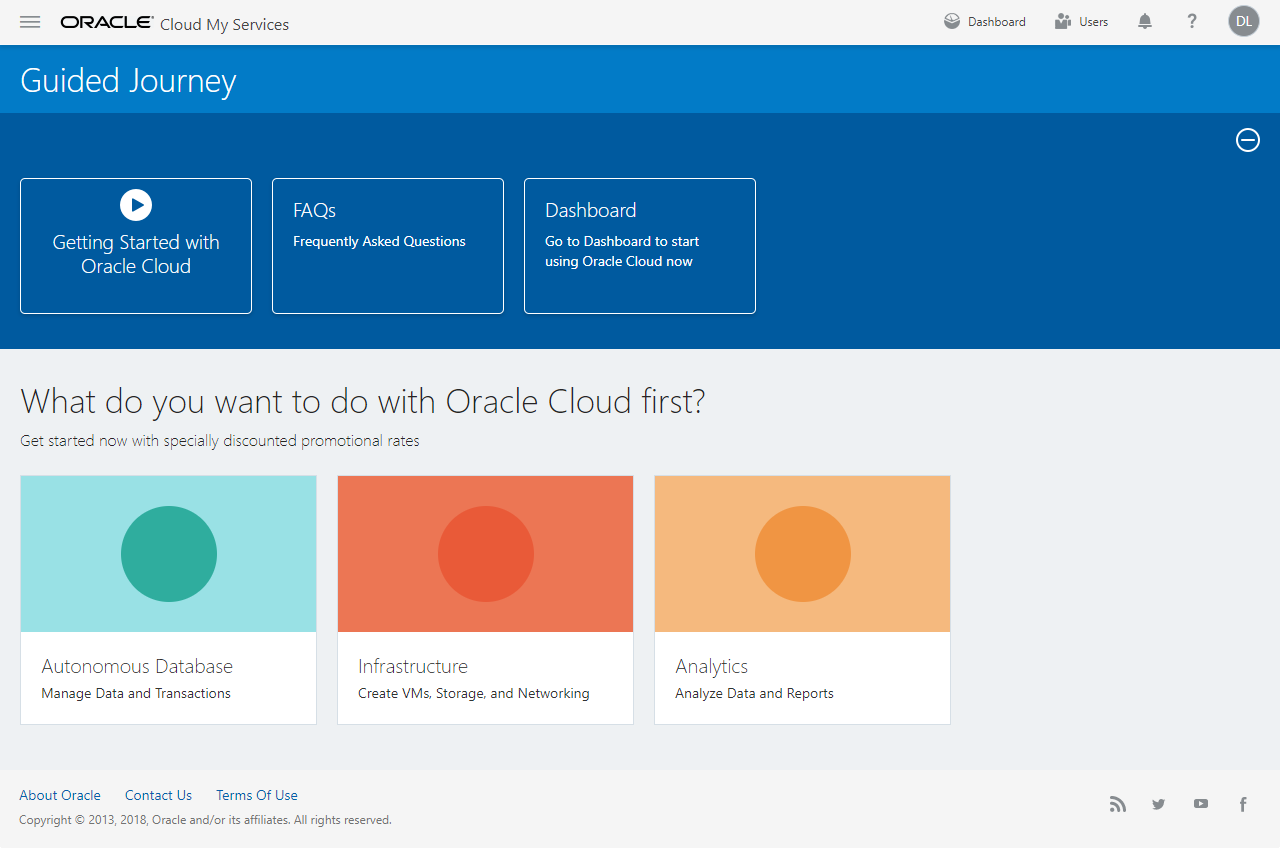 ORACLE Cloud My Services
Dashboard
Users
?
DL
Guided Journey
Getting Started with
Oracle Cloud
FAQs
Frequently Asked Questions
Dashboard
Go to Dashboard to start
using Oracle Cloud now
What do you want to do with Oracle Cloud first?
Get started now with specially discounted promotional rates
Autonomous Database
Manage Data and Transactions
Infrastructure
Create VMs, Storage, and Networking
Analytics
Analyze Data and Reports
About Oracle
Contact Us
Terms Of Use
Copyright © 2013, 2018, Oracle and/or its affiliates. All rights reserved.